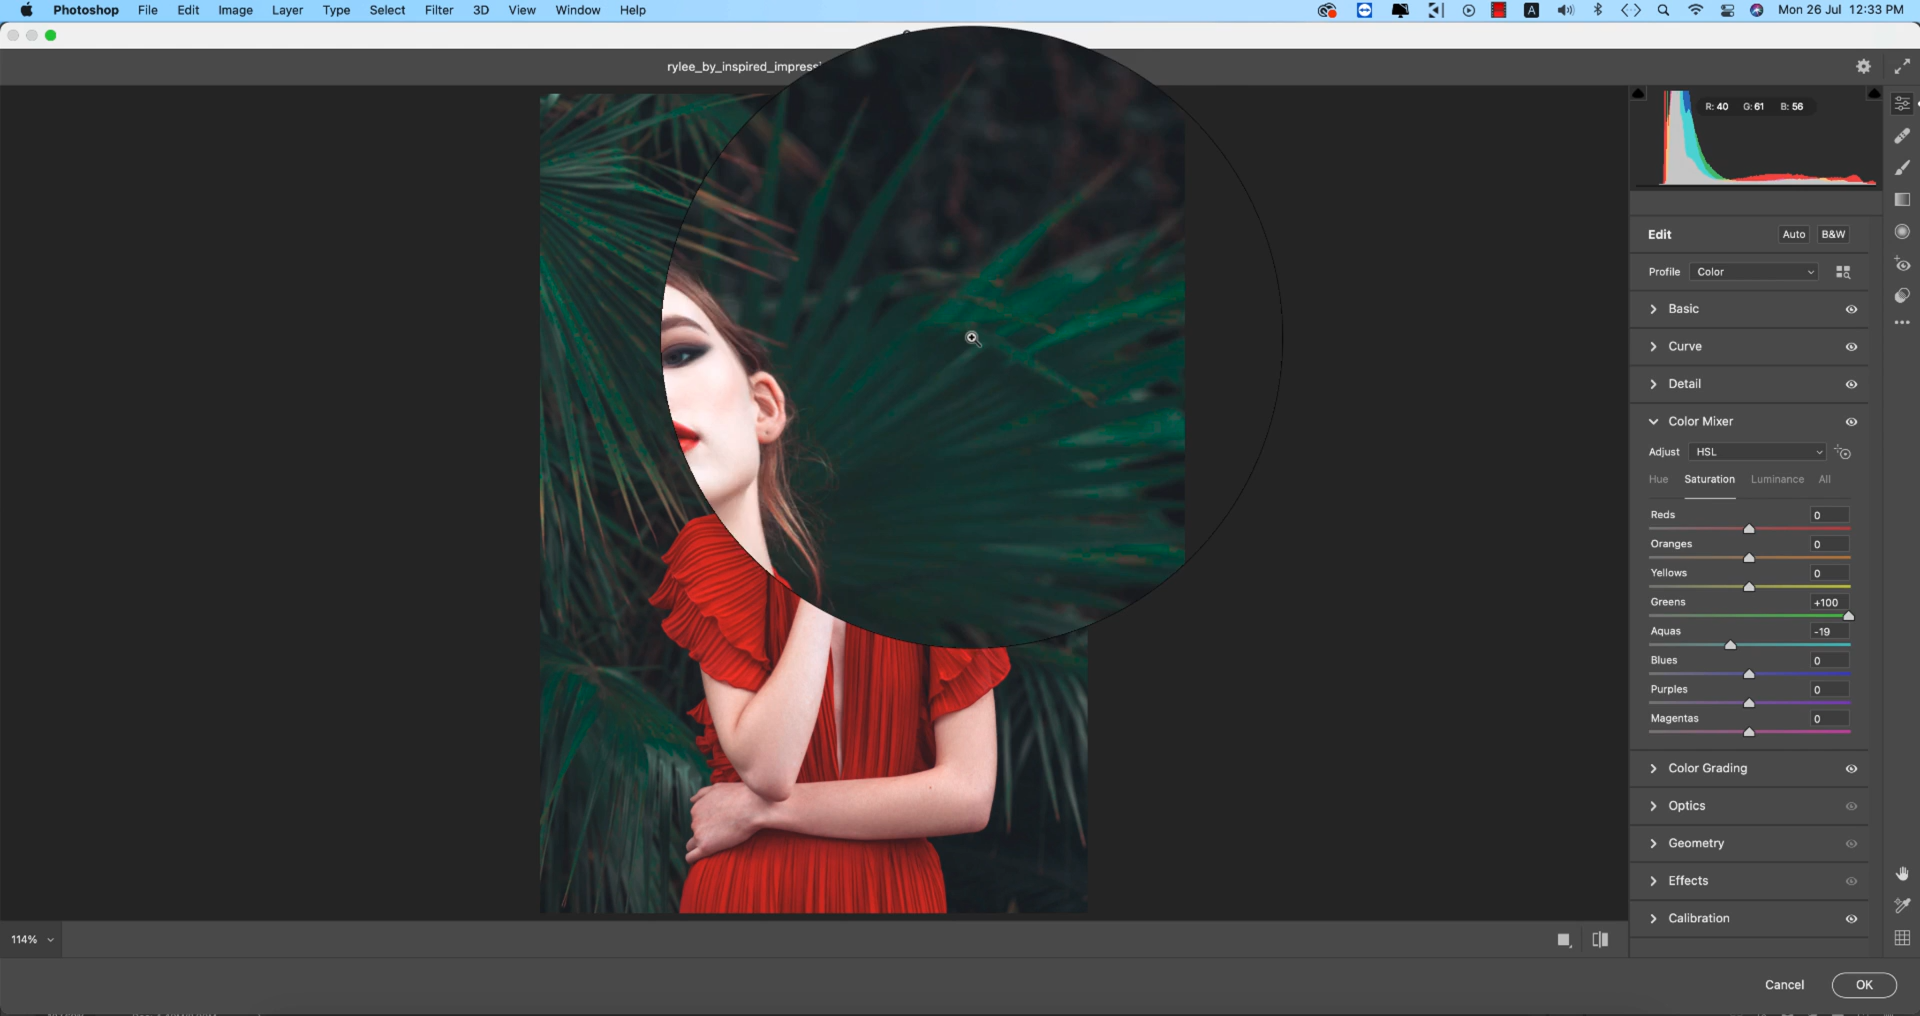 Photoshop File Edit Image Layer Type Select Filter 3D View Window Help A Mon 26 Jul 12:33 PM
rylee_by_inspired_impress
R: 40 G: 61 B: 56
Edit Auto B&W
Profile Color
Basic
Curve
Detail
Color Mixer
Adjust HSL
Hue Saturation Luminance All
Reds 0
Oranges 0
Yellows 0
Greens +100
Aquas -19
Blues 0
Purples 0
Magentas 0
Color Grading
Optics
Geometry
Effects
Calibration
114%
Cancel OK